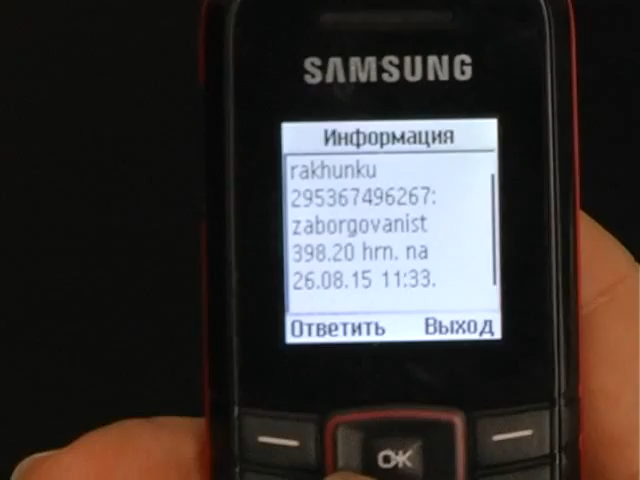 SAMSUNG
Информация
rakhunku
295367496267:
zaborgovanist
398.20 hrn. na
26.08.15 11:33.
Ответить Выход
OK